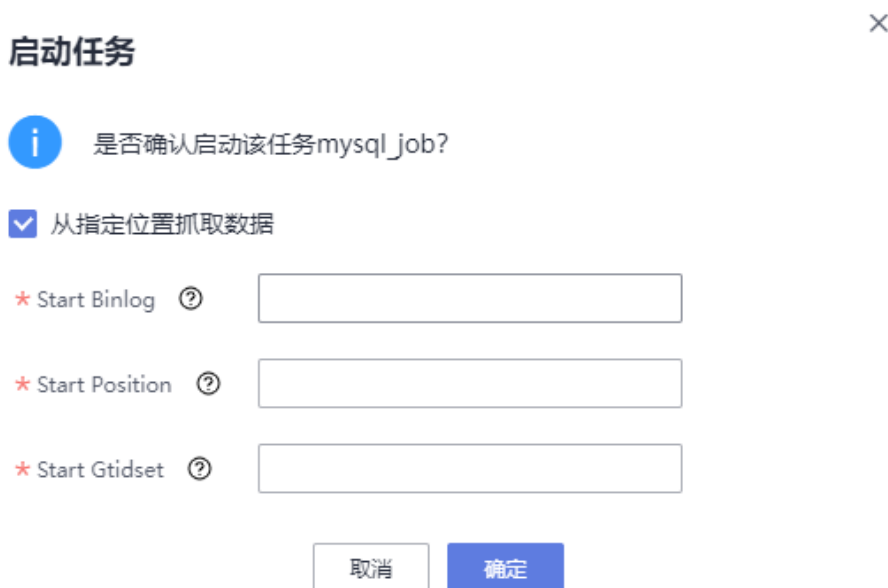 启动任务
是否确认启动该任务mysql_job?
从指定位置抓取数据
* Start Binlog
* Start Position
* Start Gtidset
取消 确定